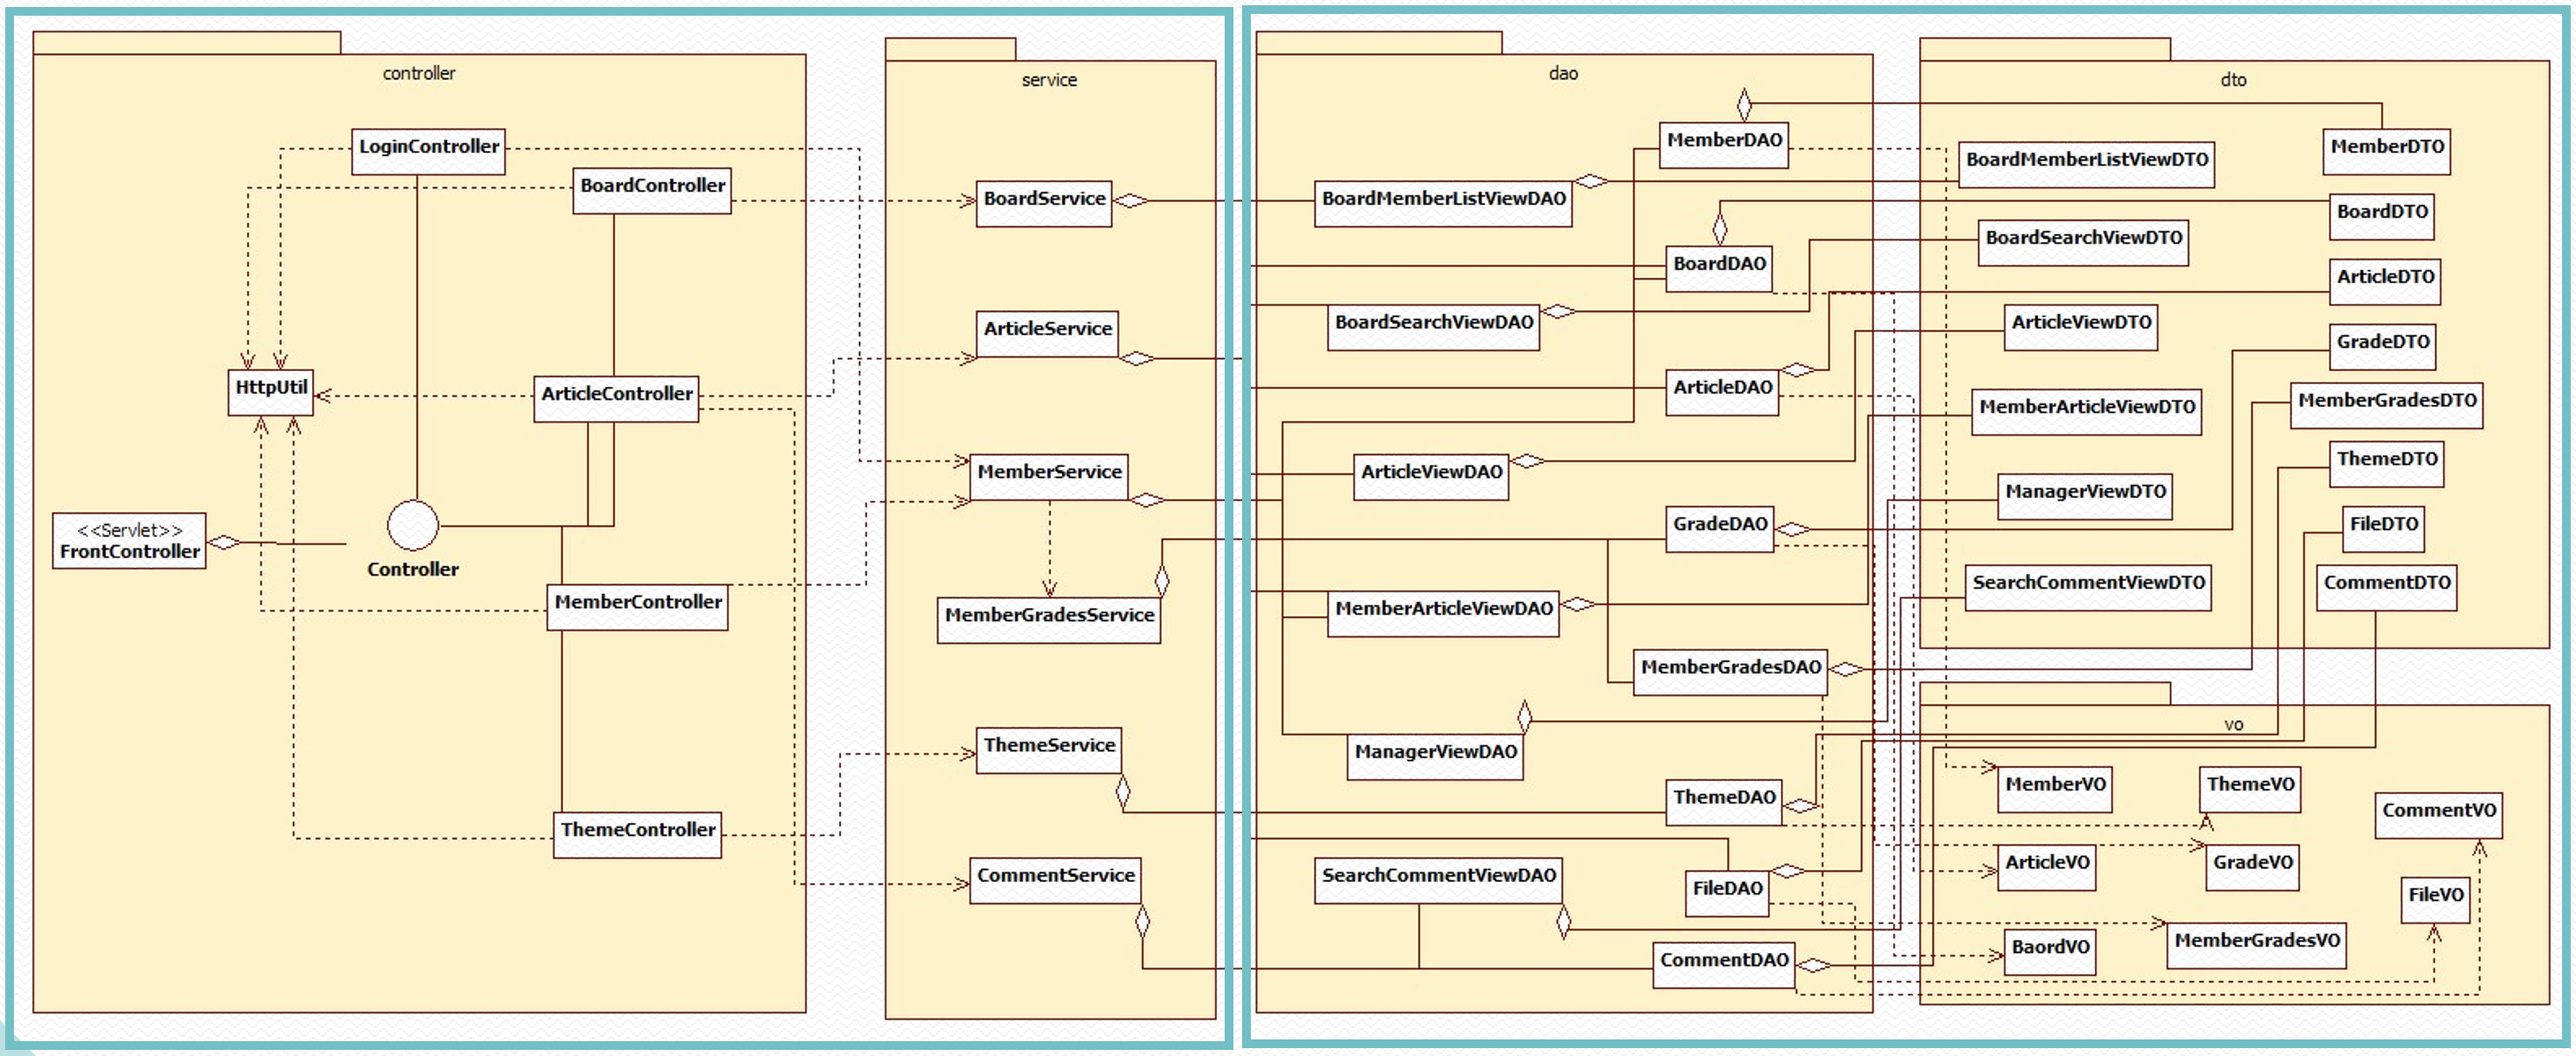 controller
LoginController
BoardController
HttpUtil
ArticleController
<<Servlet>>
FrontController
Controller
MemberController
ThemeController
service
BoardService
ArticleService
MemberService
MemberGradesService
ThemeService
CommentService
dao
MemberDAO
BoardMemberListViewDAO
BoardDAO
BoardSearchViewDAO
ArticleDAO
ArticleViewDAO
GradeDAO
MemberArticleViewDAO
MemberGradesDAO
ManagerViewDAO
ThemeDAO
SearchCommentViewDAO
FileDAO
CommentDAO
dto
MemberDTO
BoardMemberListViewDTO
BoardDTO
BoardSearchViewDTO
ArticleDTO
ArticleViewDTO
GradeDTO
MemberGradesDTO
MemberArticleViewDTO
ThemeDTO
ManagerViewDTO
FileDTO
SearchCommentViewDTO
CommentDTO
vo
MemberVO
ThemeVO
CommentVO
ArticleVO
GradeVO
FileVO
BaordVO
MemberGradesVO